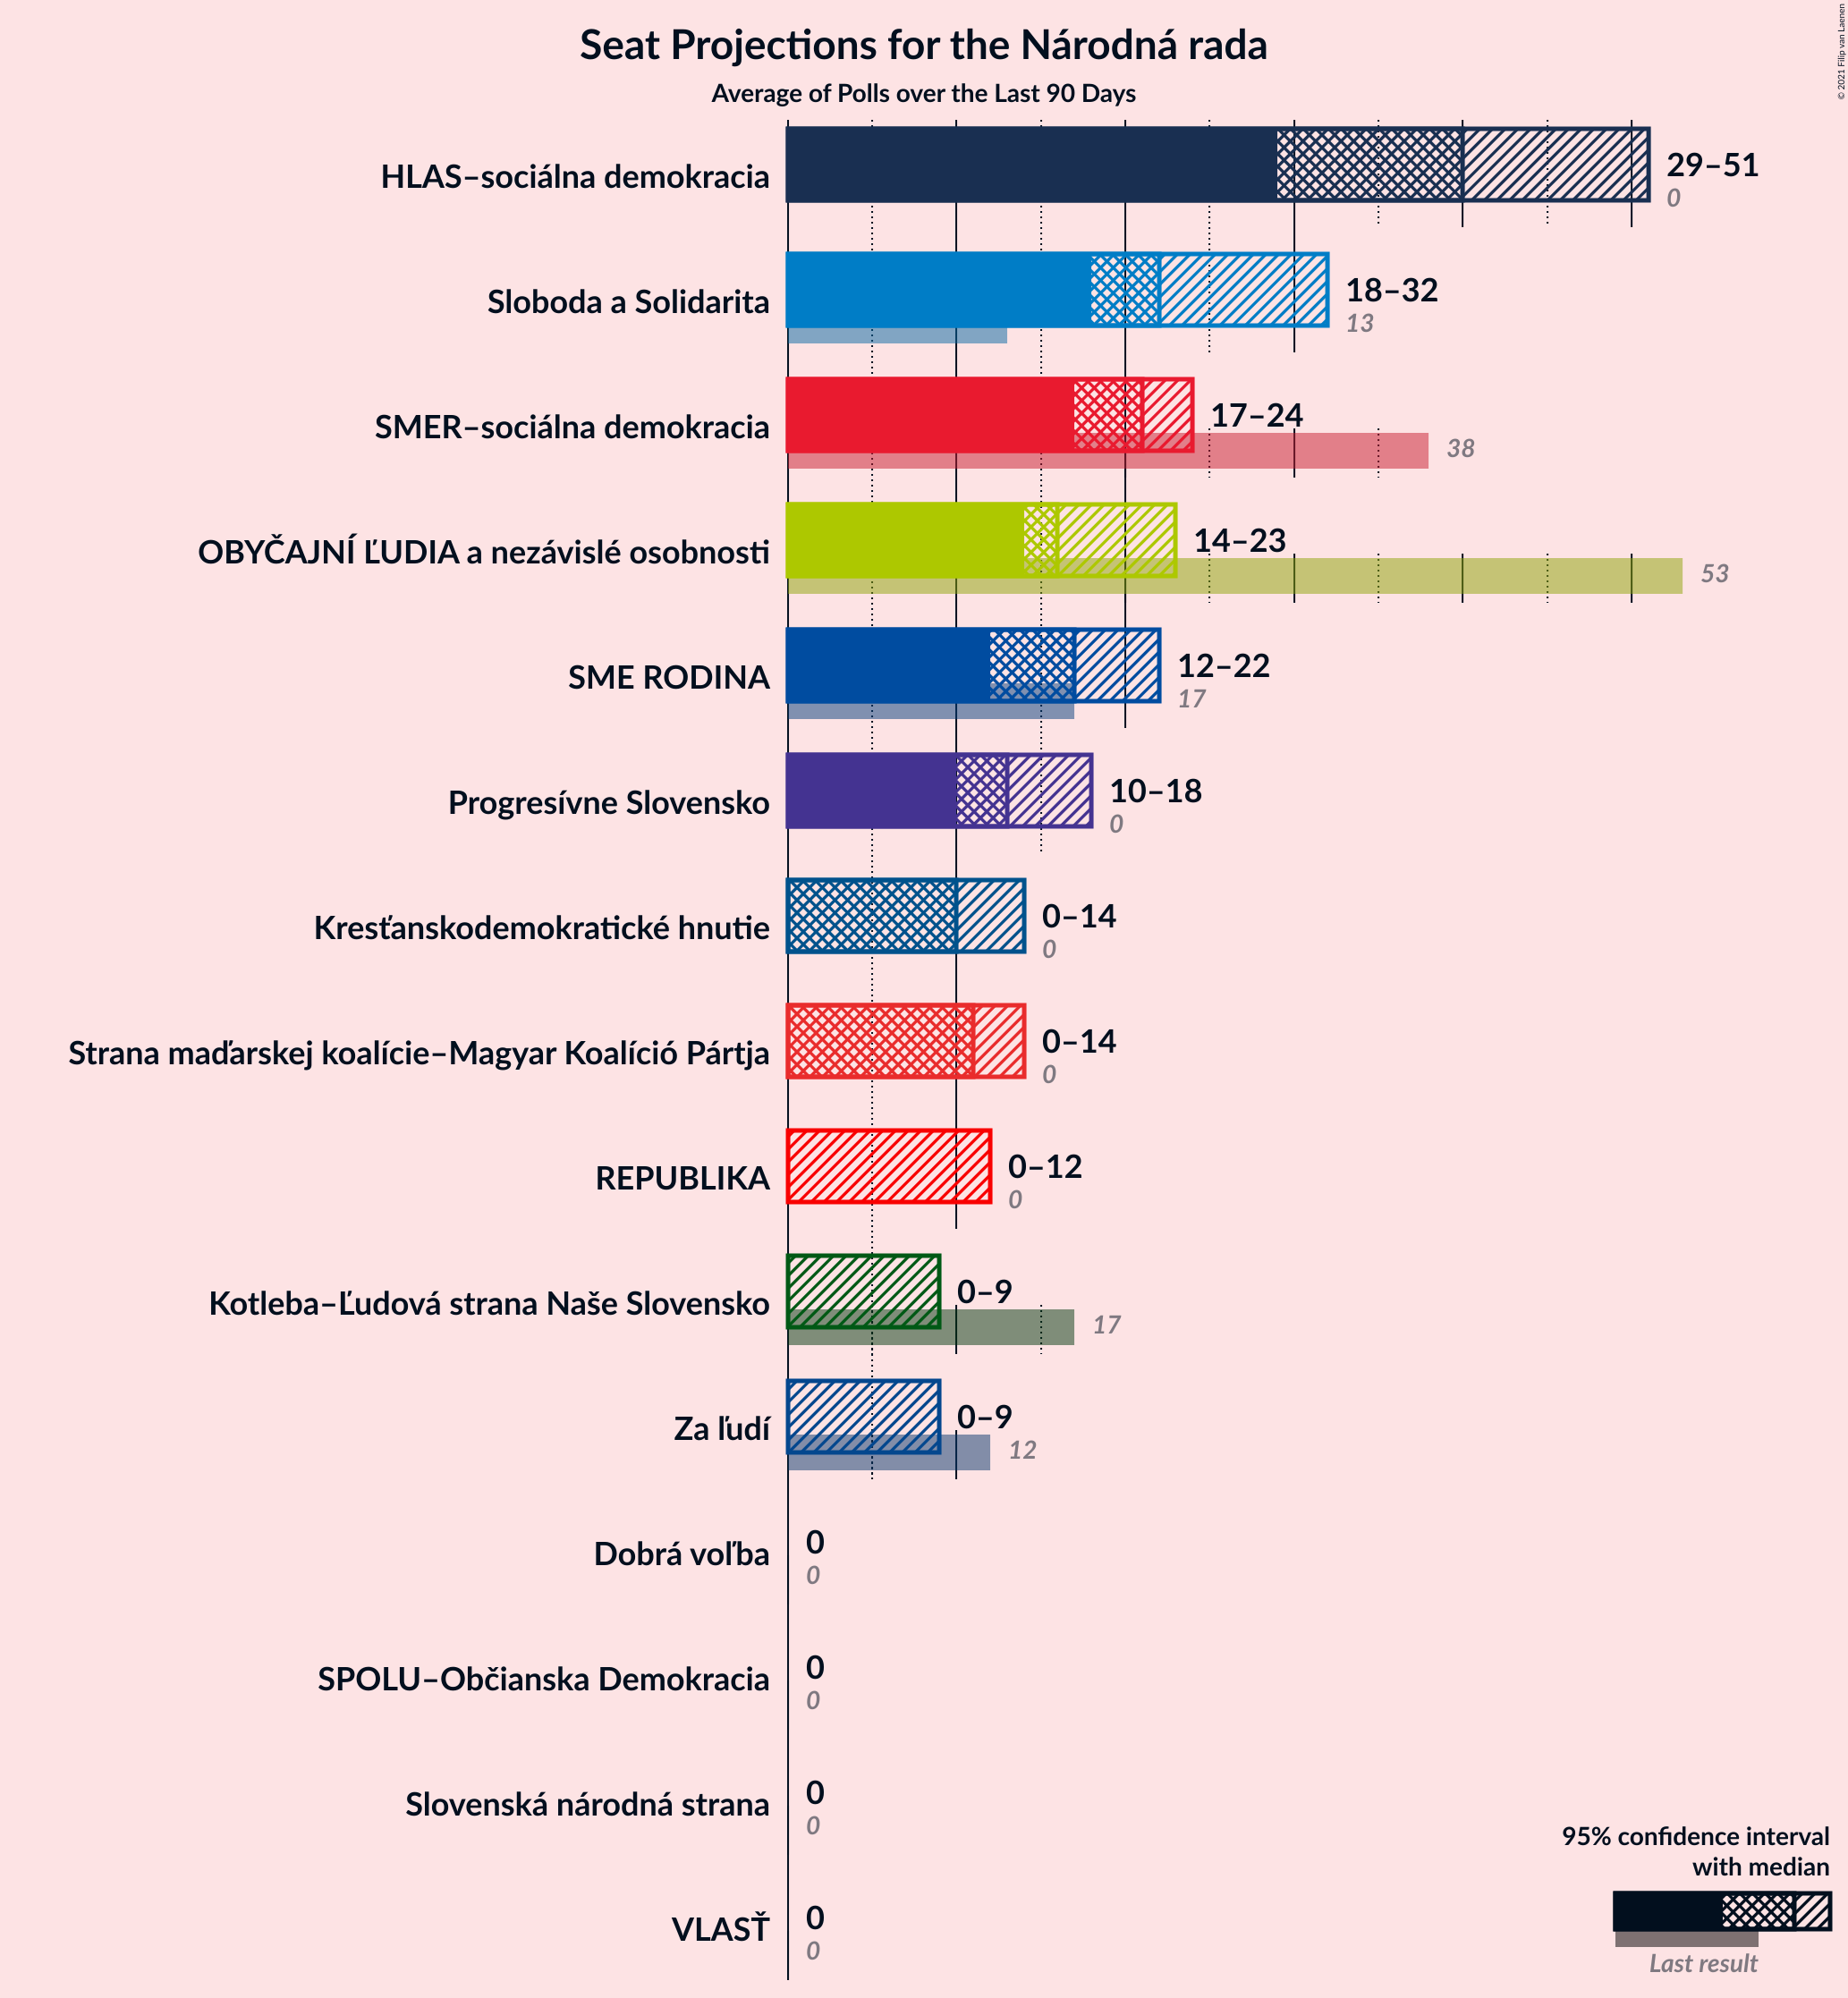 © 2021 Filip van Laenen
Seat Projections for the Národná rada
Average of Polls over the Last 90 Days
HLAS–sociálna demokracia
29–51
0
Sloboda a Solidarita
18–32
13
SMER–sociálna demokracia
17–24
38
OBYČAJNÍ ĽUDIA a nezávislé osobnosti
14–23
53
SME RODINA
12–22
17
Progresívne Slovensko
10–18
0
Kresťanskodemokratické hnutie
0–14
0
Strana maďarskej koalície–Magyar Koalíció Pártja
0–14
0
REPUBLIKA
0–12
0
Kotleba–Ľudová strana Naše Slovensko
0–9
17
Za ľudí
0–9
12
Dobrá voľba
0
0
SPOLU–Občianska Demokracia
0
0
Slovenská národná strana
0
0
VLASŤ
0
0
95% confidence interval
with median
Last result